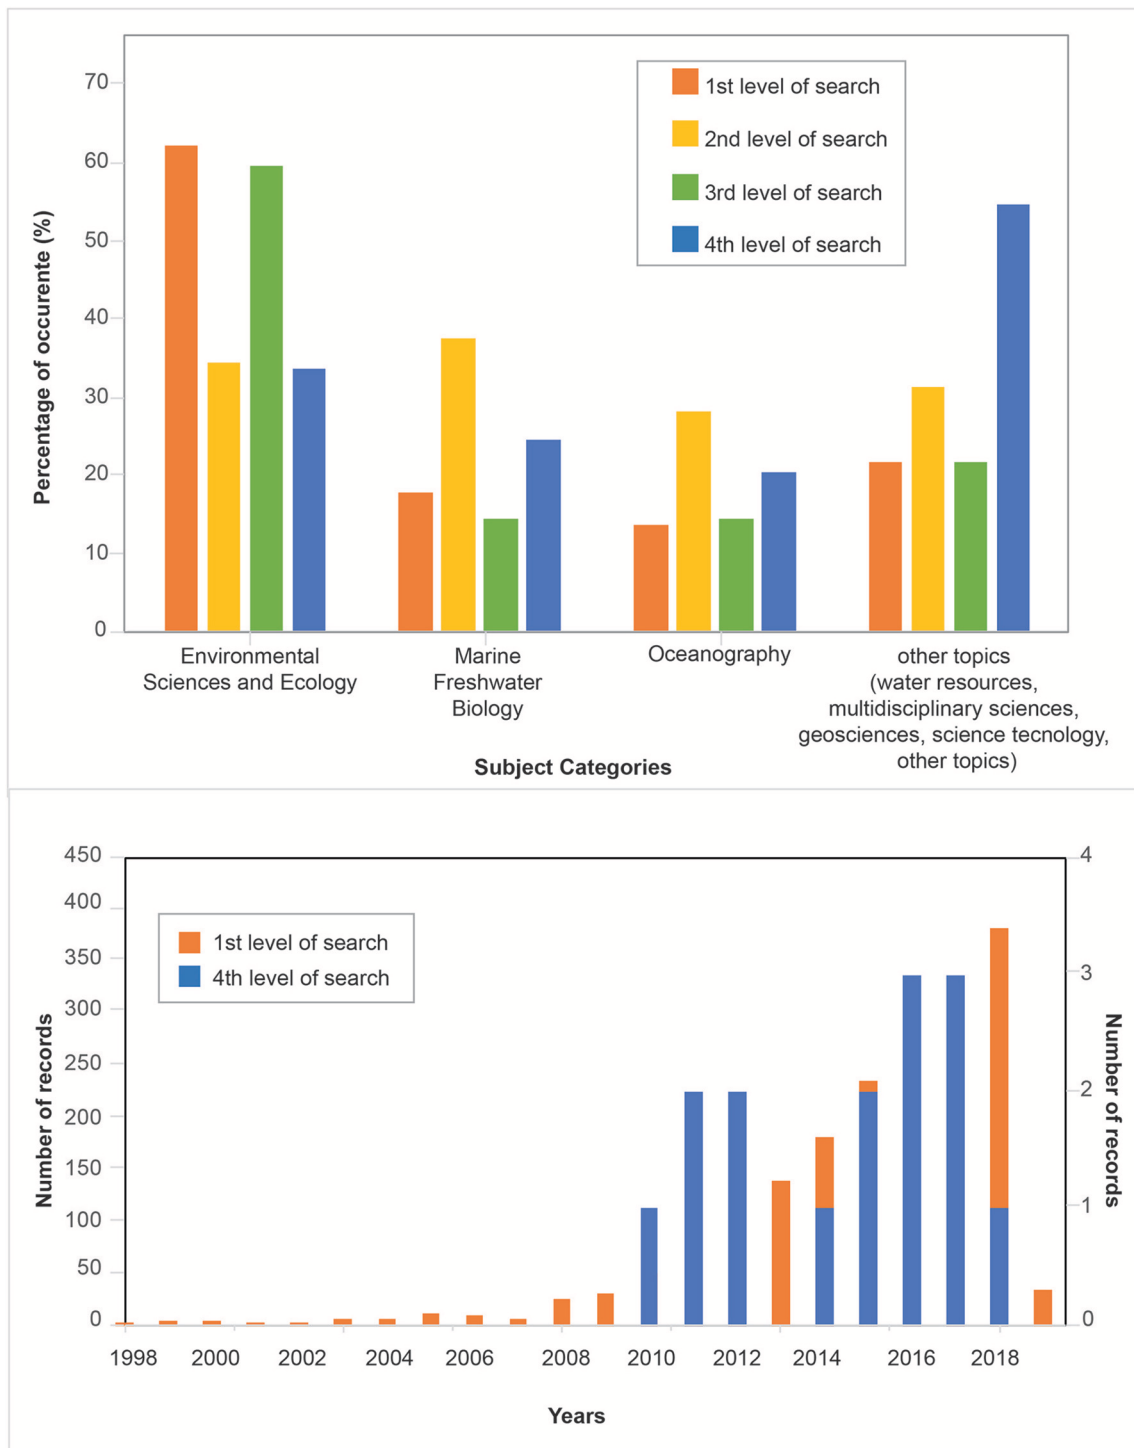 70
60
50
40
30
20
10
0
Percentage of occurente (%)
1st level of search
2nd level of search
3rd level of search
4th level of search
Environmental
Sciences and Ecology
Marine
Freshwater
Biology
Oceanography
other topics
(water resources,
multidisciplinary sciences,
geosciences, science tecnology,
other topics)
Subject Categories
450
400
350
300
250
200
150
100
50
0
Number of records
1st level of search
4th level of search
4
3
2
1
0
Number of records
1998 2000 2002 2004 2006 2008 2010 2012 2014 2016 2018
Years